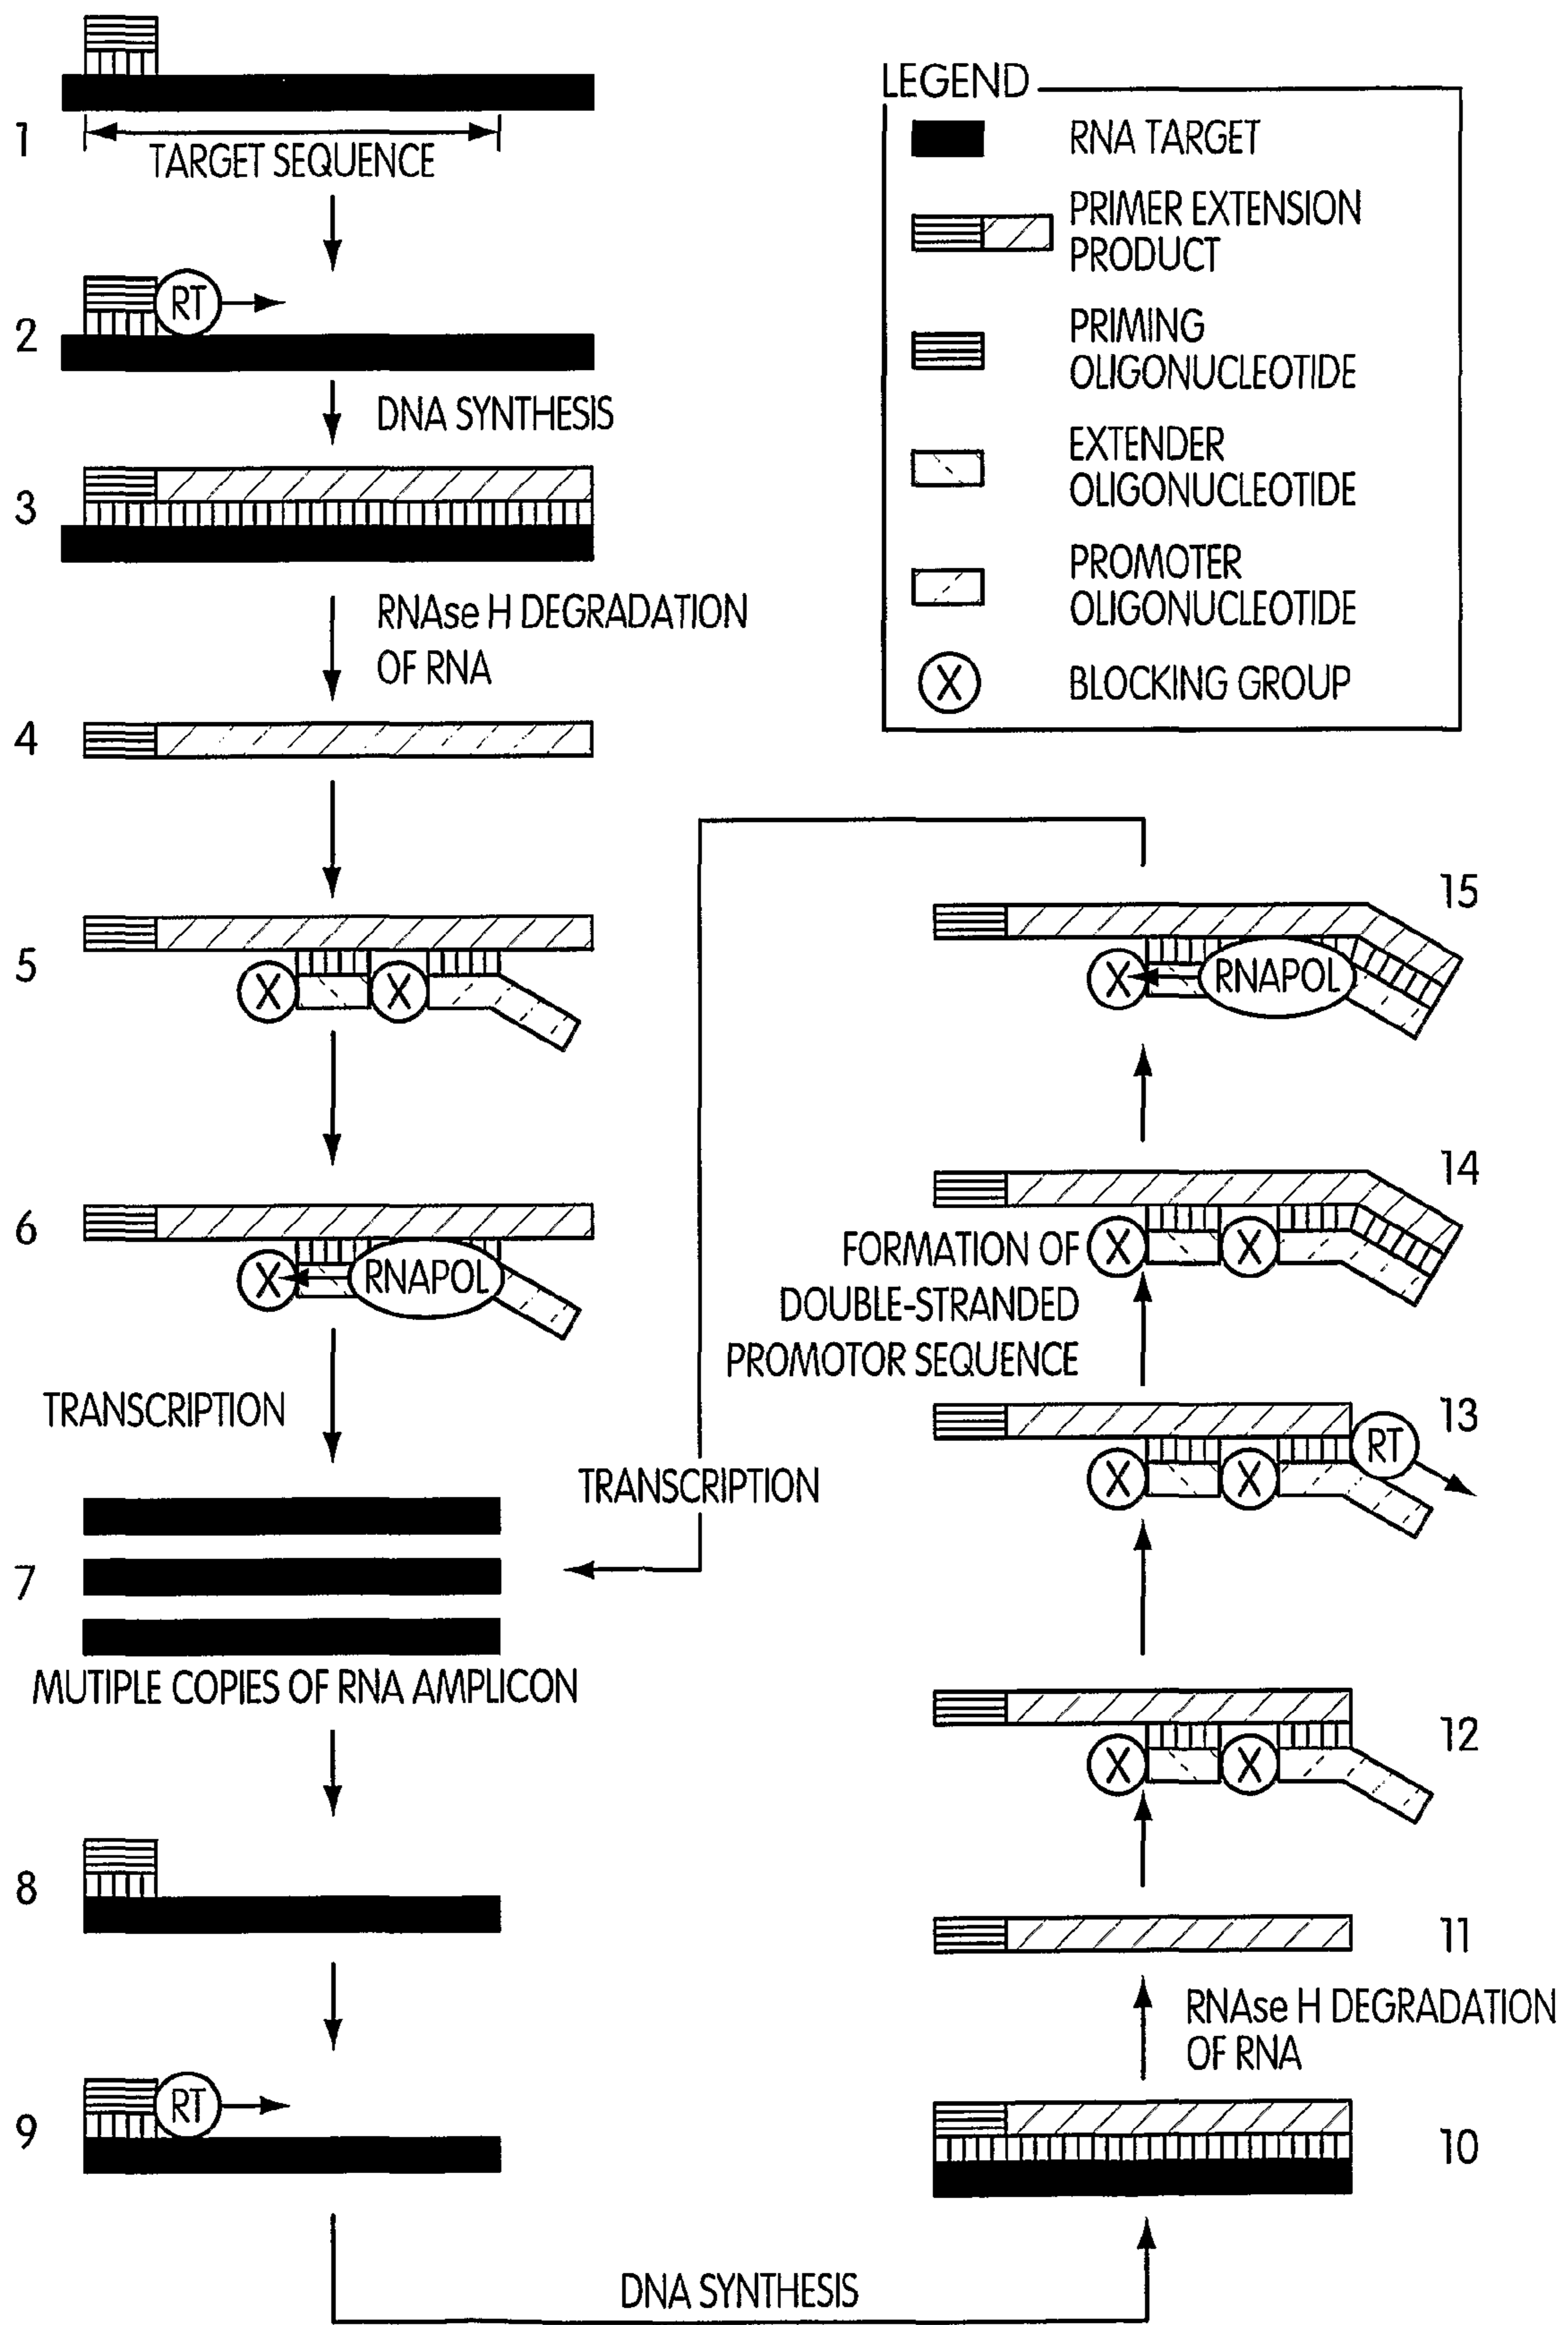 1
TARGET SEQUENCE
2
RT
DNA SYNTHESIS
3
RNAse H DEGRADATION
OF RNA
4
5
X X
6
X RNAPOL
TRANSCRIPTION
7
MUTIPLE COPIES OF RNA AMPLICON
8
9
RT
DNA SYNTHESIS
LEGEND
RNA TARGET
PRIMER EXTENSION
PRODUCT
PRIMING
OLIGONUCLEOTIDE
EXTENDER
OLIGONUCLEOTIDE
PROMOTER
OLIGONUCLEOTIDE
X BLOCKING GROUP
10
RNAse H DEGRADATION
OF RNA
11
12
X X
13
RT
X X
FORMATION OF
DOUBLE-STRANDED
PROMOTOR SEQUENCE
14
X X
15
X RNAPOL
TRANSCRIPTION